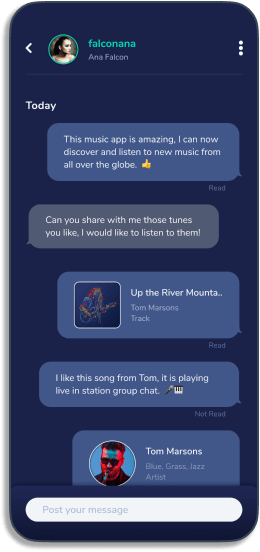 falconana
Ana Falcon
Today
This music app is amazing, I can now
discover and listen to new music from
all over the globe. 👍
Read
Can you share with me those tunes
you like, I would like to listen to them!
Up the River Mounta..
Tom Marsons
Track
Read
I like this song from Tom, it is playing
live in station group chat. 🎤🎹
Not Read
Tom Marsons
Blue, Grass, Jazz
Artist
Post your message